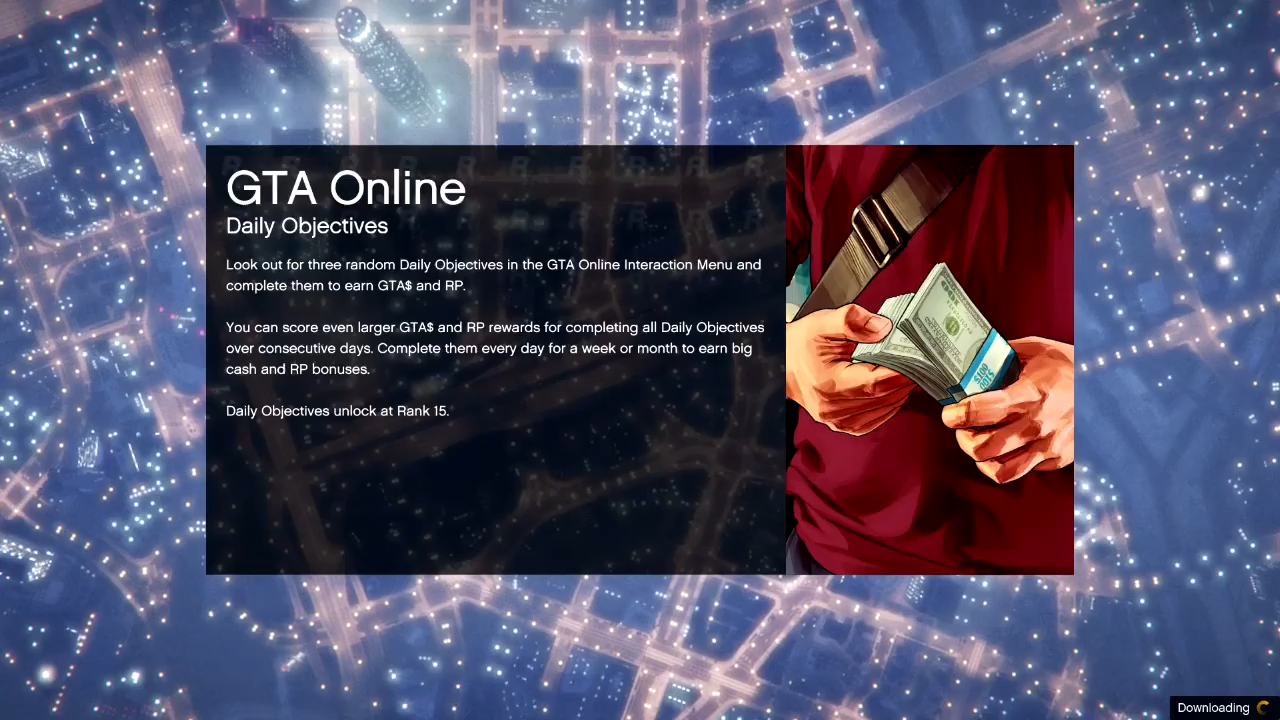 GTA Online
Daily Objectives
Look out for three random Daily Objectives in the GTA Online Interaction Menu and
complete them to earn GTA$ and RP.
You can score even larger GTA$ and RP rewards for completing all Daily Objectives
over consecutive days. Complete them every day for a week or month to earn big
cash and RP bonuses.
Daily Objectives unlock at Rank 15.
Downloading